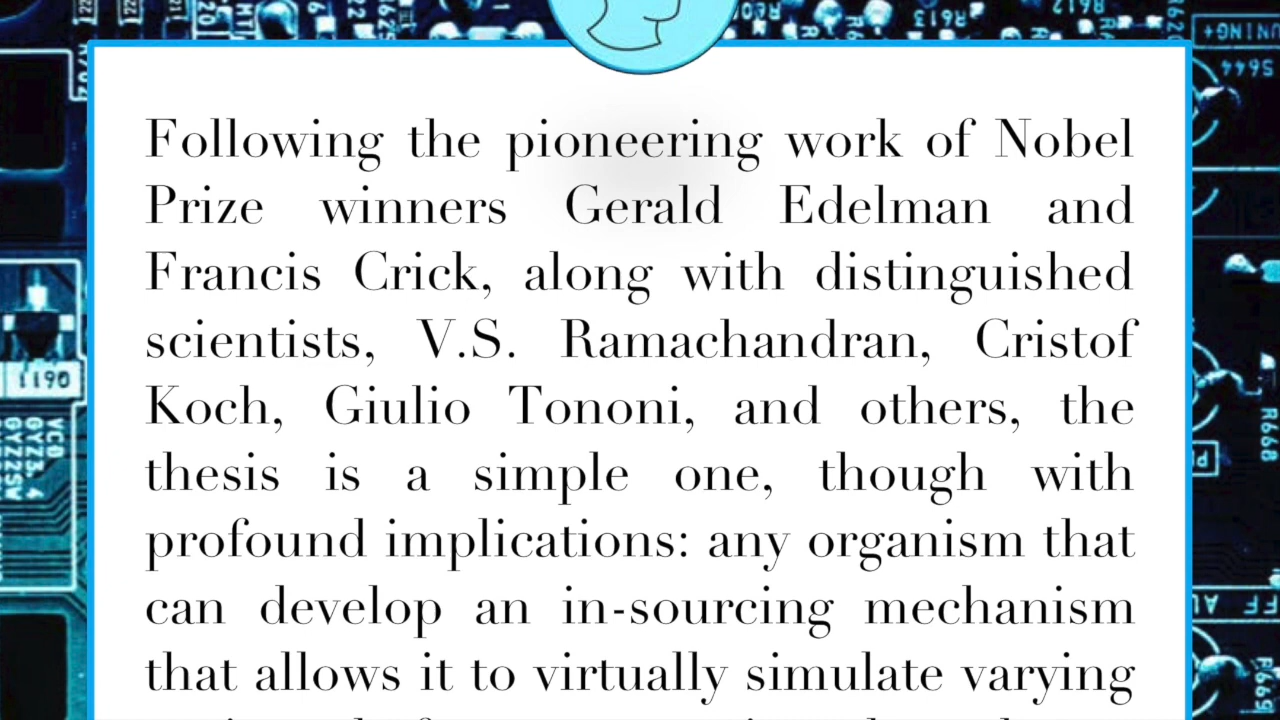 Following the pioneering work of Nobel
Prize winners Gerald Edelman and
Francis Crick, along with distinguished
scientists, V.S. Ramachandran, Cristof
Koch, Giulio Tononi, and others, the
thesis is a simple one, though with
profound implications: any organism that
can develop an in-sourcing mechanism
that allows it to virtually simulate varying